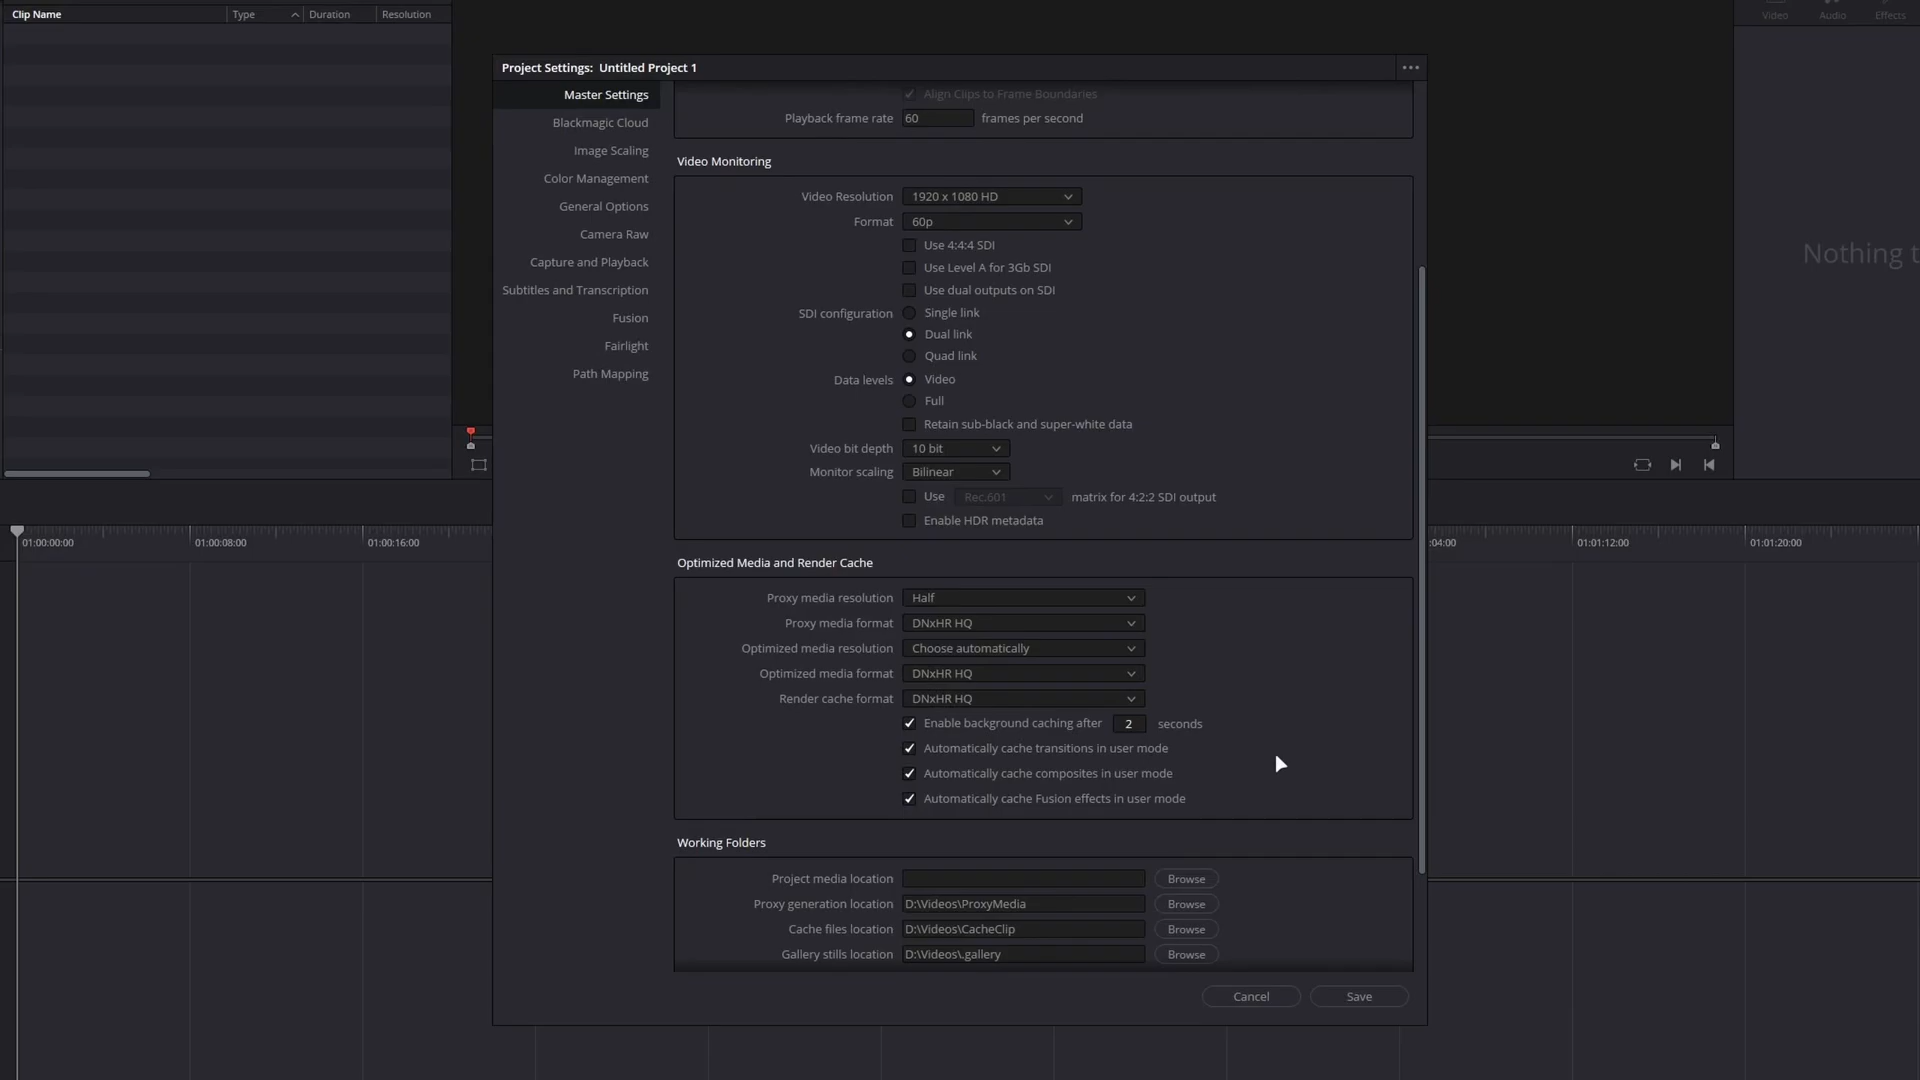 Clip Name Type Duration Resolution
Video Audio Effects
Project Settings: Untitled Project 1
Master Settings
Blackmagic Cloud
Image Scaling
Color Management
General Options
Camera Raw
Capture and Playback
Subtitles and Transcription
Fusion
Fairlight
Path Mapping
Align Clips to Frame Boundaries
Playback frame rate 60 frames per second
Video Monitoring
Video Resolution 1920 x 1080 HD
Format 60p
Use 4:4:4 SDI
Use Level A for 3Gb SDI
Use dual outputs on SDI
SDI configuration Single link
Dual link
Quad link
Data levels Video
Full
Retain sub-black and super-white data
Video bit depth 10 bit
Monitor scaling Bilinear
Use Rec.601 matrix for 4:2:2 SDI output
Enable HDR metadata
Optimized Media and Render Cache
Proxy media resolution Half
Proxy media format DNxHR HQ
Optimized media resolution Choose automatically
Optimized media format DNxHR HQ
Render cache format DNxHR HQ
Enable background caching after 2 seconds
Automatically cache transitions in user mode
Automatically cache composites in user mode
Automatically cache Fusion effects in user mode
Working Folders
Project media location Browse
Proxy generation location D:\Videos\ProxyMedia Browse
Cache files location D:\Videos\CacheClip Browse
Gallery stills location D:\Videos\.gallery Browse
Cancel Save
Nothing t
01:00:00:00 01:00:08:00 01:00:16:00 :04:00 01:01:12:00 01:01:20:00